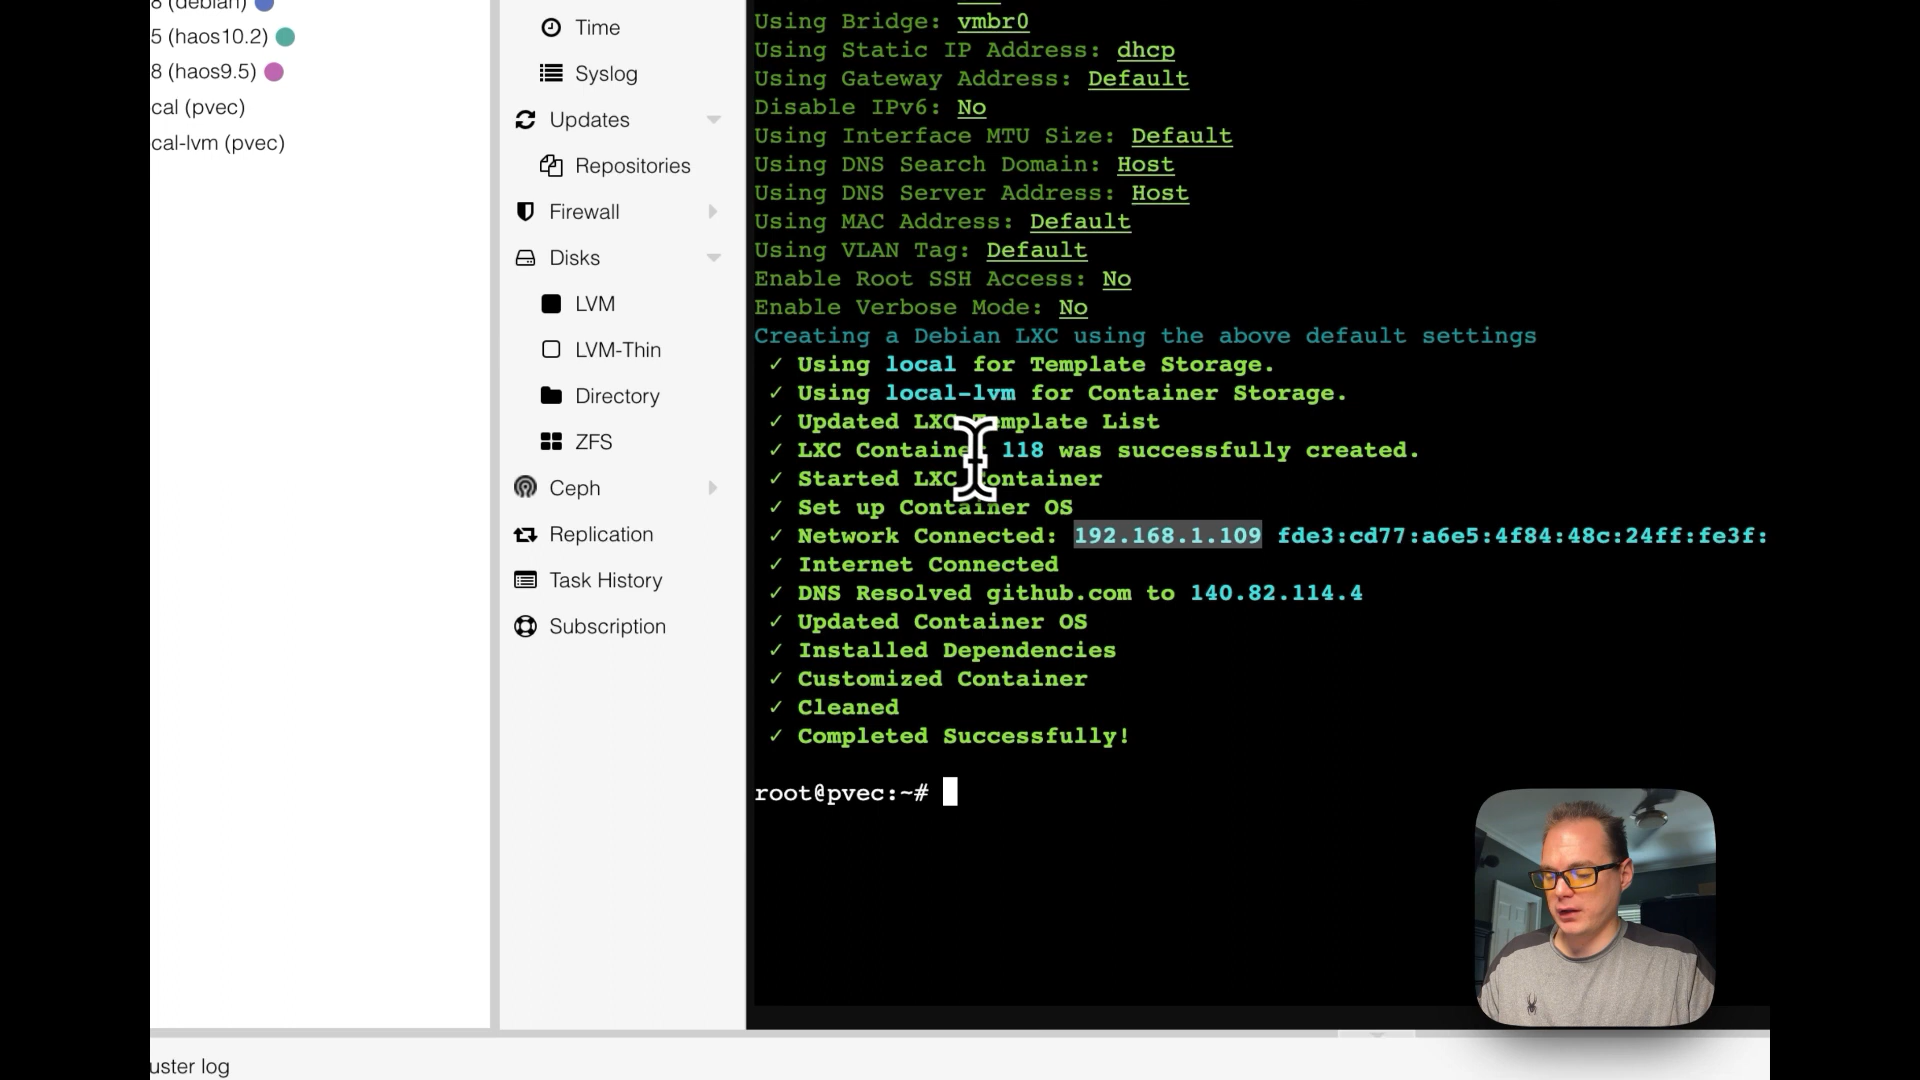 8 (debian)
5 (haos10.2)
8 (haos9.5)
cal (pvec)
cal-lvm (pvec)
Time
Syslog
Updates
Repositories
Firewall
Disks
LVM
LVM-Thin
Directory
ZFS
Ceph
Replication
Task History
Subscription
Using Bridge: vmbr0
Using Static IP Address: dhcp
Using Gateway Address: Default
Disable IPv6: No
Using Interface MTU Size: Default
Using DNS Search Domain: Host
Using DNS Server Address: Host
Using MAC Address: Default
Using VLAN Tag: Default
Enable Root SSH Access: No
Enable Verbose Mode: No
Creating a Debian LXC using the above default settings
✓ Using local for Template Storage.
✓ Using local-lvm for Container Storage.
✓ Updated LXC Template List
✓ LXC Container 118 was successfully created.
✓ Started LXC Container
✓ Set up Container OS
✓ Network Connected: 192.168.1.109 fde3:cd77:a6e5:4f84:48c:24ff:fe3f:
✓ Internet Connected
✓ DNS Resolved github.com to 140.82.114.4
✓ Updated Container OS
✓ Installed Dependencies
✓ Customized Container
✓ Cleaned
✓ Completed Successfully!
root@pvec:~#
uster log